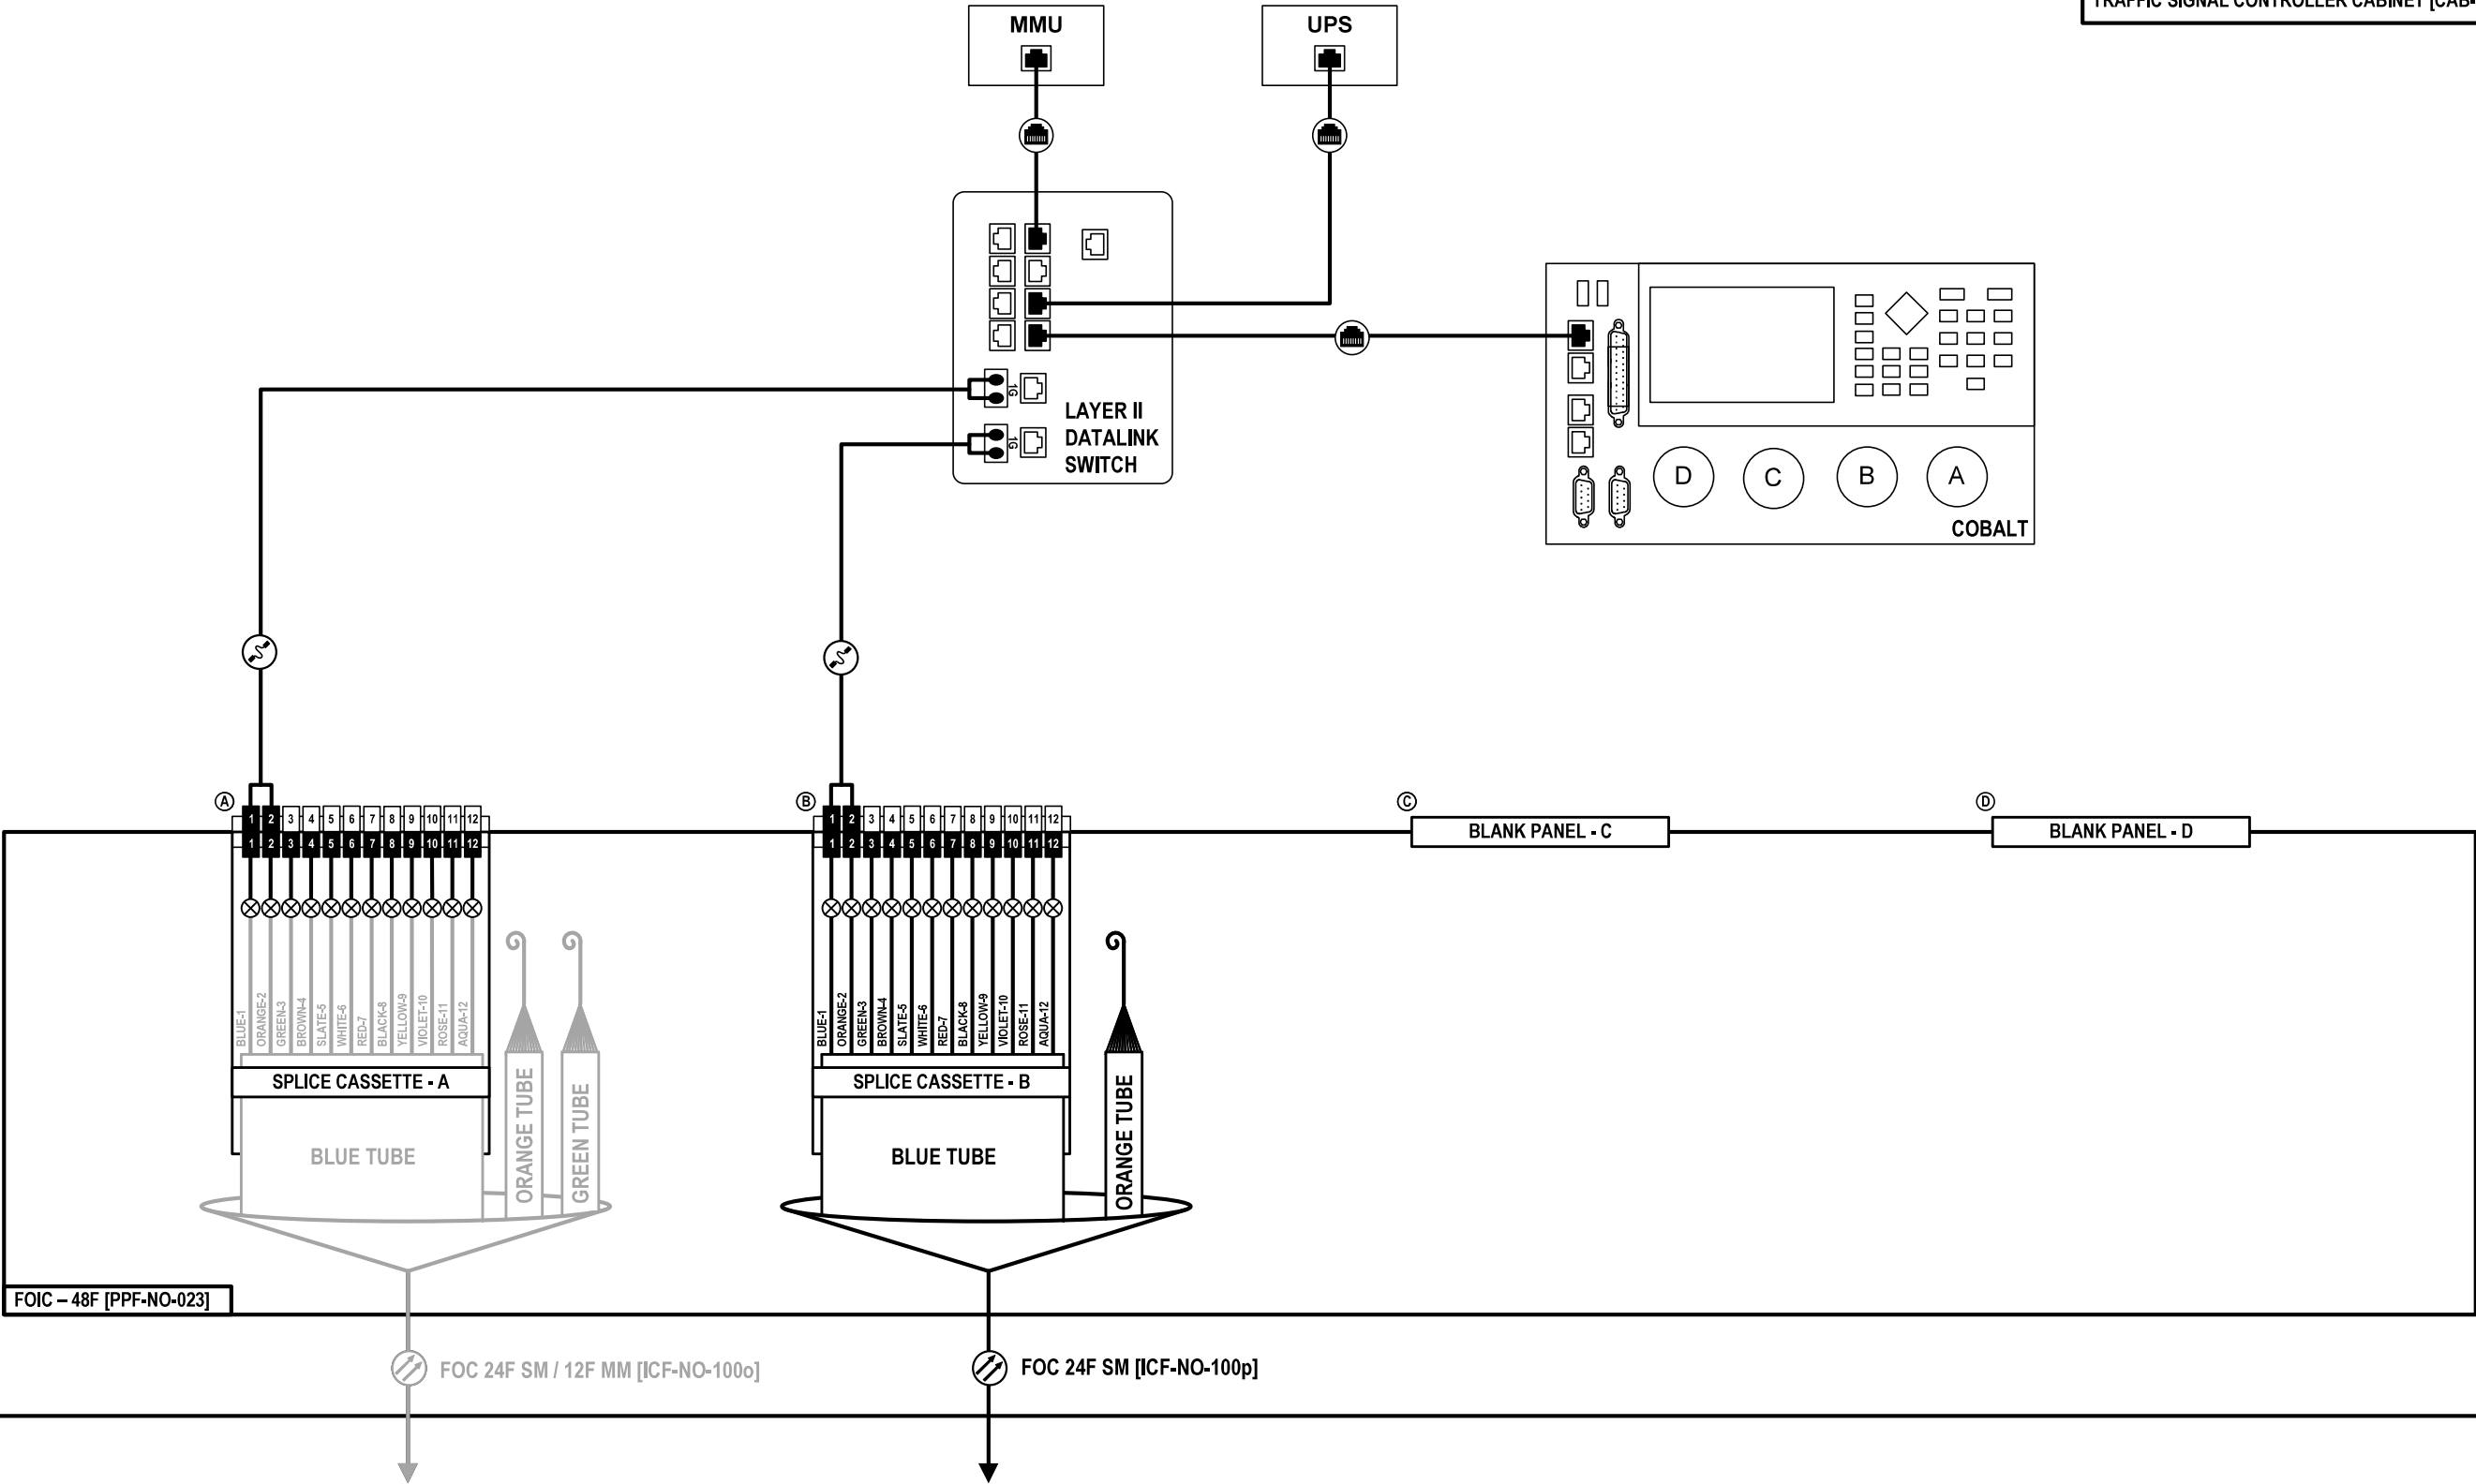 TRAFFIC SIGNAL CONTROLLER CABINET [CAB-
MMU
UPS
1G
1G
LAYER II
DATALINK
SWITCH
D
C
B
A
COBALT
A
1 2 3 4 5 6 7 8 9 10 11 12
1 2 3 4 5 6 7 8 9 10 11 12
BLUE-1
ORANGE-2
GREEN-3
BROWN-4
SLATE-5
WHITE-6
RED-7
BLACK-8
YELLOW-9
VIOLET-10
ROSE-11
AQUA-12
SPLICE CASSETTE - A
BLUE TUBE
ORANGE TUBE
GREEN TUBE
B
1 2 3 4 5 6 7 8 9 10 11 12
1 2 3 4 5 6 7 8 9 10 11 12
BLUE-1
ORANGE-2
GREEN-3
BROWN-4
SLATE-5
WHITE-6
RED-7
BLACK-8
YELLOW-9
VIOLET-10
ROSE-11
AQUA-12
SPLICE CASSETTE - B
BLUE TUBE
ORANGE TUBE
C
BLANK PANEL - C
D
BLANK PANEL - D
FOIC – 48F [PPF-NO-023]
FOC 24F SM / 12F MM [ICF-NO-100o]
FOC 24F SM [ICF-NO-100p]